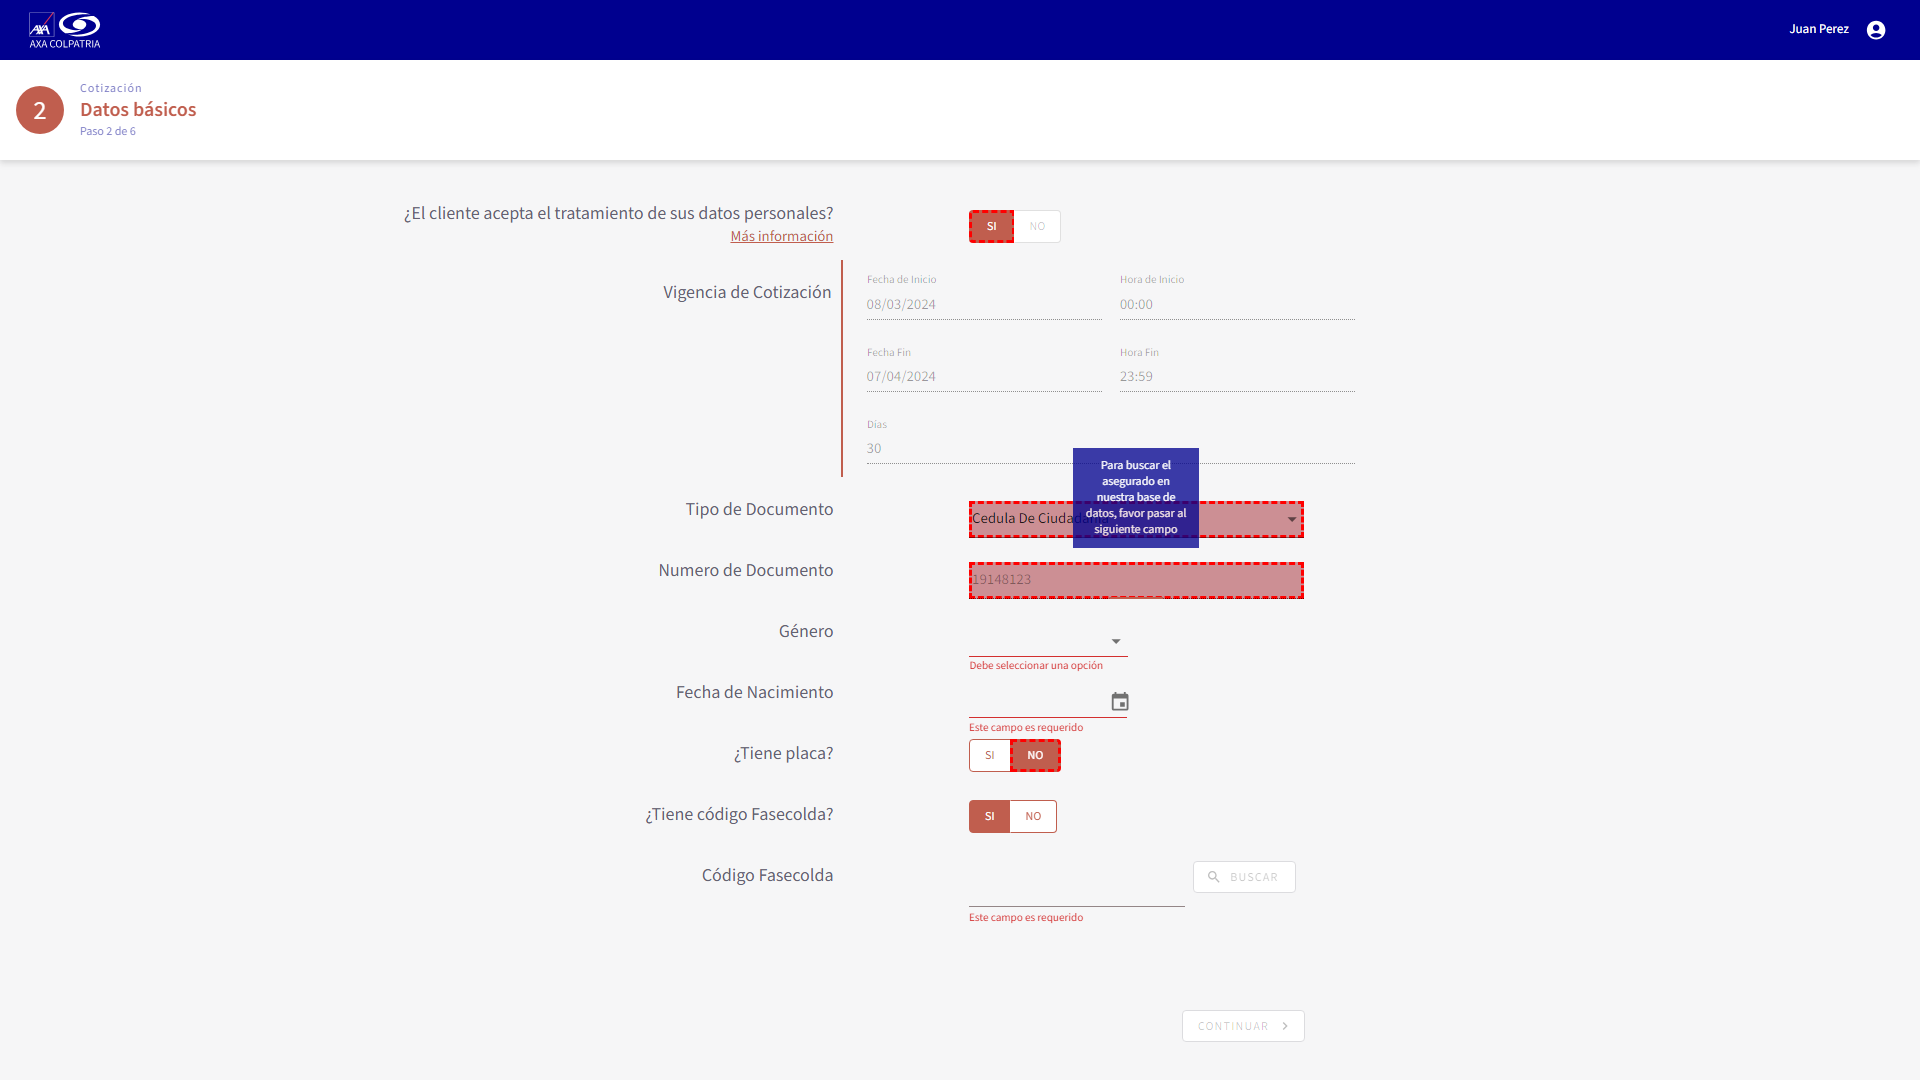 AXA COLPATRIA
Juan Perez
2
Cotización
Datos básicos
Paso 2 de 6
¿El cliente acepta el tratamiento de sus datos personales?
Más información
SI
NO
Vigencia de Cotización
Fecha de Inicio
Hora de Inicio
08/03/2024
00:00
Fecha Fin
Hora Fin
07/04/2024
23:59
Días
30
Para buscar el
asegurado en
nuestra base de
datos, favor pasar al
siguiente campo
Tipo de Documento
Cedula De Ciudadania
Numero de Documento
19148123
Género
Debe seleccionar una opción
Fecha de Nacimiento
Este campo es requerido
¿Tiene placa?
SI
NO
¿Tiene código Fasecolda?
SI
NO
Código Fasecolda
BUSCAR
Este campo es requerido
CONTINUAR